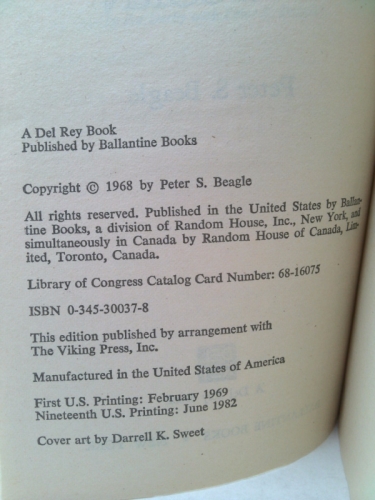 A Del Rey Book
Published by Ballantine Books
Copyright © 1968 by Peter S. Beagle
All rights reserved. Published in the United States by Ballan-
tine Books, a division of Random House, Inc., New York, and
simultaneously in Canada by Random House of Canada, Lim-
ited, Toronto, Canada.
Library of Congress Catalog Card Number: 68-16075
ISBN 0-345-30037-8
This edition published by arrangement with
The Viking Press, Inc.
Manufactured in the United States of America
First U.S. Printing: February 1969
Nineteenth U.S. Printing: June 1982
Cover art by Darrell K. Sweet